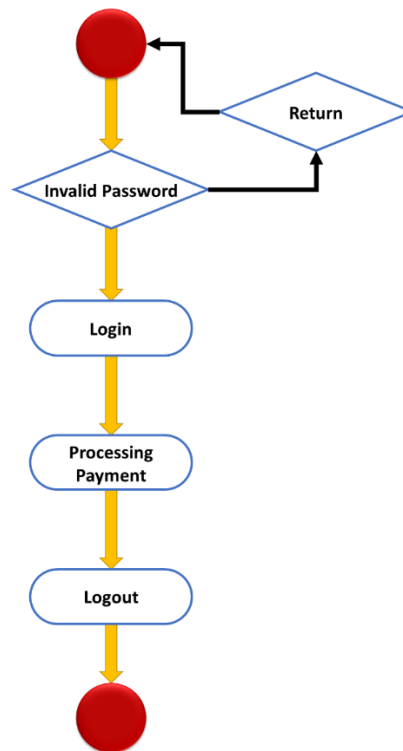 Return
Invalid Password
Login
Processing
Payment
Logout